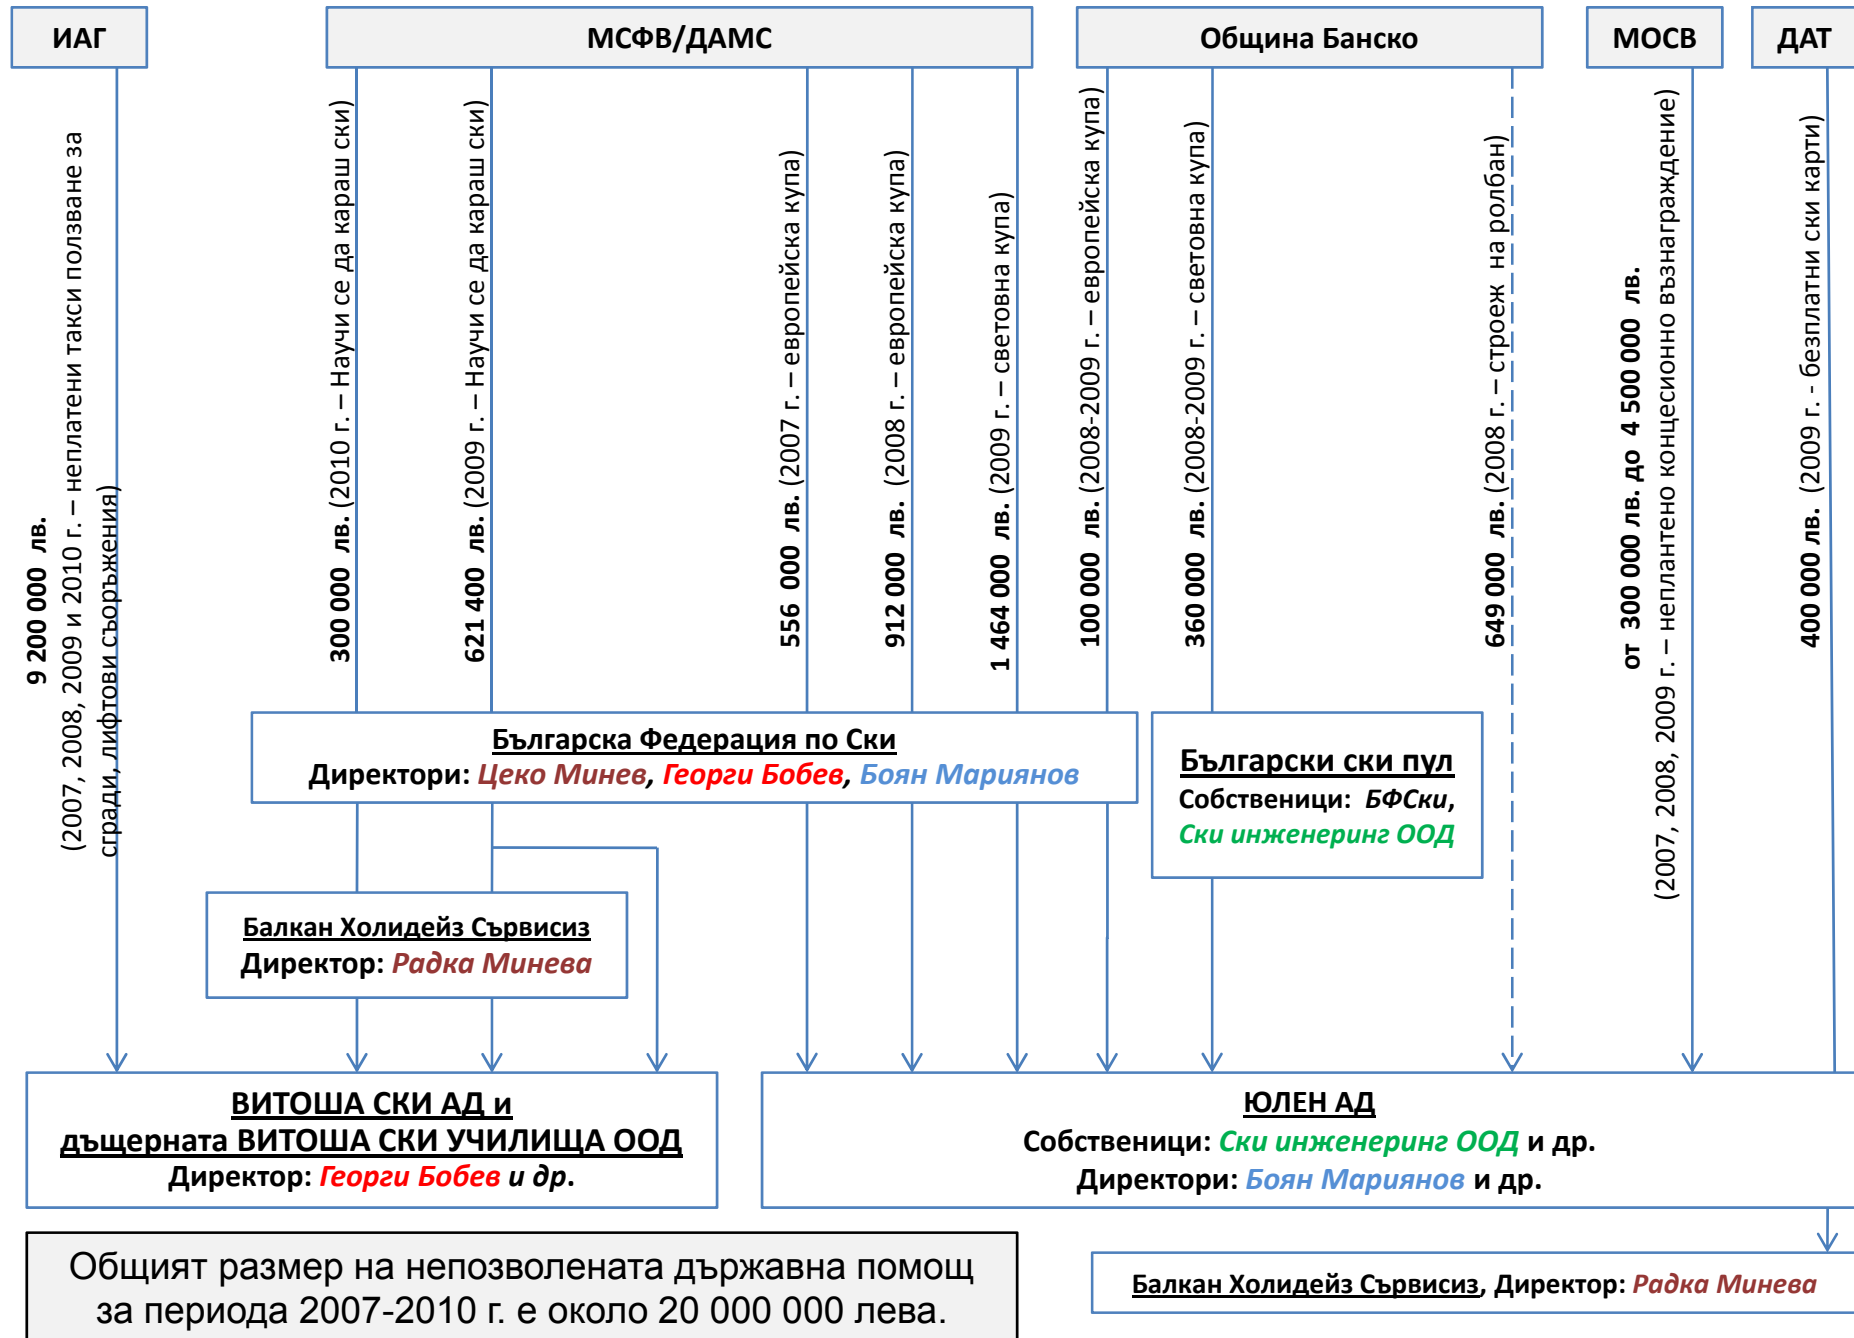 ИАГ
МСФВ/ДАМС
Община Банско
МОСВ
ДАТ
9 200 000 лв.
(2007, 2008, 2009 и 2010 г. – неплатени такси ползване за
сгради, лифтови съоръжения)
300 000 лв. (2010 г. – Научи се да караш ски)
621 400 лв. (2009 г. – Научи се да караш ски)
556 000 лв. (2007 г. – европейска купа)
912 000 лв. (2008 г. – европейска купа)
1 464 000 лв. (2009 г. – световна купа)
100 000 лв. (2008-2009 г. – европейска купа)
360 000 лв. (2008-2009 г. – световна купа)
649 000 лв. (2008 г. – строеж на ролбан)
от 300 000 лв. до 4 500 000 лв.
(2007, 2008, 2009 г. – неплантено концесионно възнаграждение)
400 000 лв. (2009 г. - безплатни ски карти)
Българска Федерация по Ски
Директори: Цеко Минев, Георги Бобев, Боян Мариянов
Български ски пул
Собственици: БФСки,
Ски инженеринг ООД
Балкан Холидейз Сървисиз
Директор: Радка Минева
ВИТОША СКИ АД и
дъщерната ВИТОША СКИ УЧИЛИЩА ООД
Директор: Георги Бобев и др.
ЮЛЕН АД
Собственици: Ски инженеринг ООД и др.
Директори: Боян Мариянов и др.
Общият размер на непозволената държавна помощ
за периода 2007-2010 г. е около 20 000 000 лева.
Балкан Холидейз Сървисиз, Директор: Радка Минева